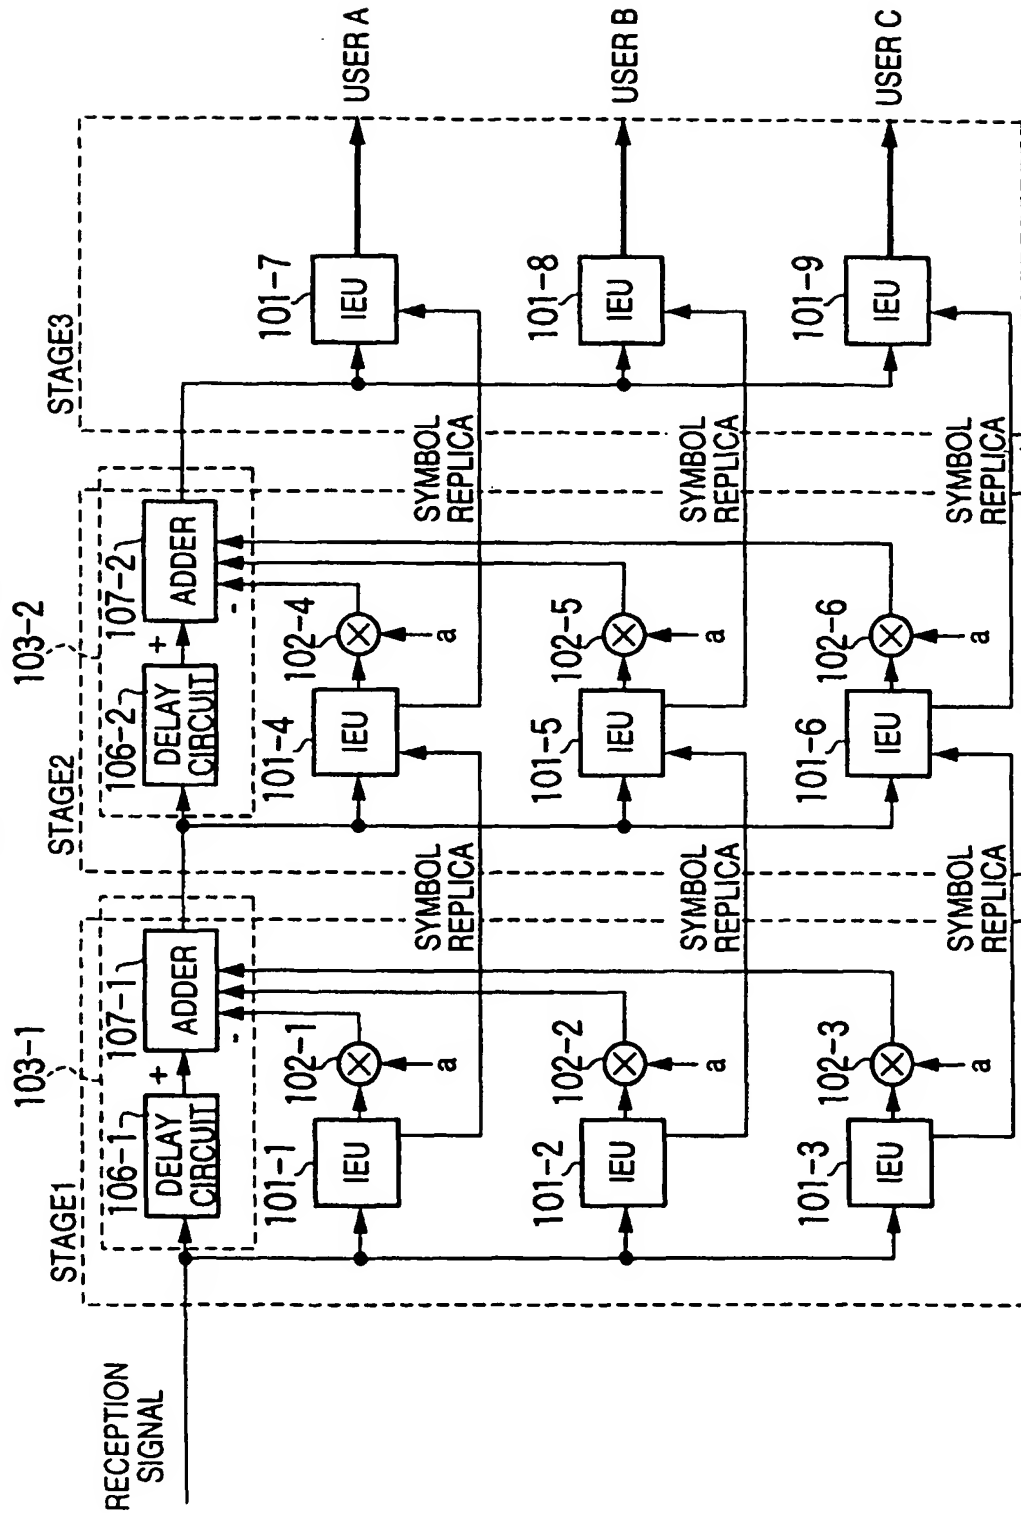 RECEPTION
SIGNAL
STAGE1
103-1
106-1
DELAY
CIRCUIT
+
107-1
ADDER
-
101-1
IEU
102-1
a
SYMBOL
REPLICA
101-2
IEU
102-2
a
SYMBOL
REPLICA
101-3
IEU
102-3
a
SYMBOL
REPLICA
STAGE2
103-2
106-2
DELAY
CIRCUIT
+
107-2
ADDER
-
101-4
IEU
102-4
a
SYMBOL
REPLICA
101-5
IEU
102-5
a
SYMBOL
REPLICA
101-6
IEU
102-6
a
SYMBOL
REPLICA
STAGE3
101-7
IEU
USER A
101-8
IEU
USER B
101-9
IEU
USER C